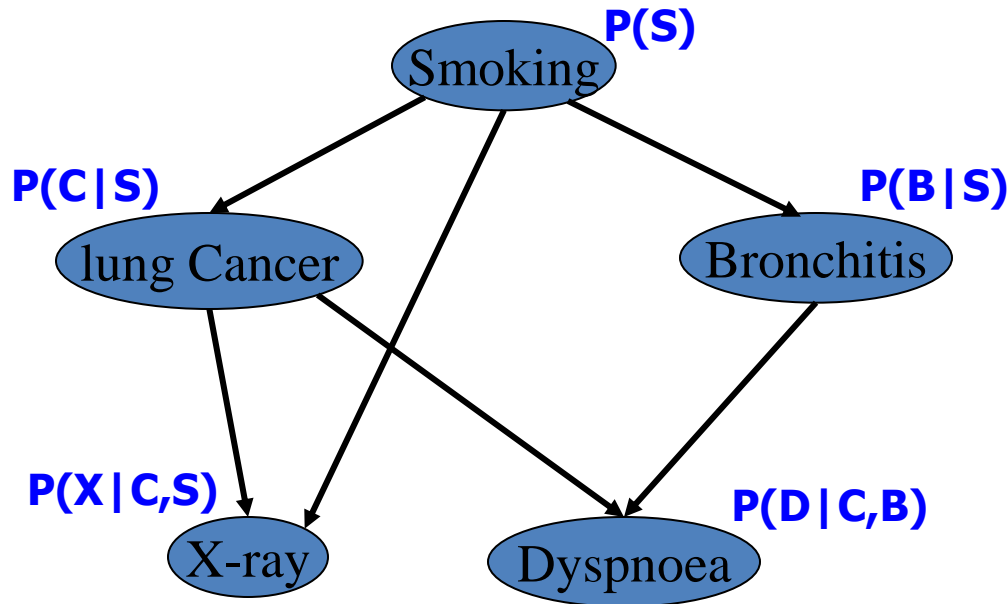 P(S)
Smoking
P(C|S)
P(B|S)
lung Cancer
Bronchitis
P(X|C,S)
P(D|C,B)
X-ray
Dyspnoea